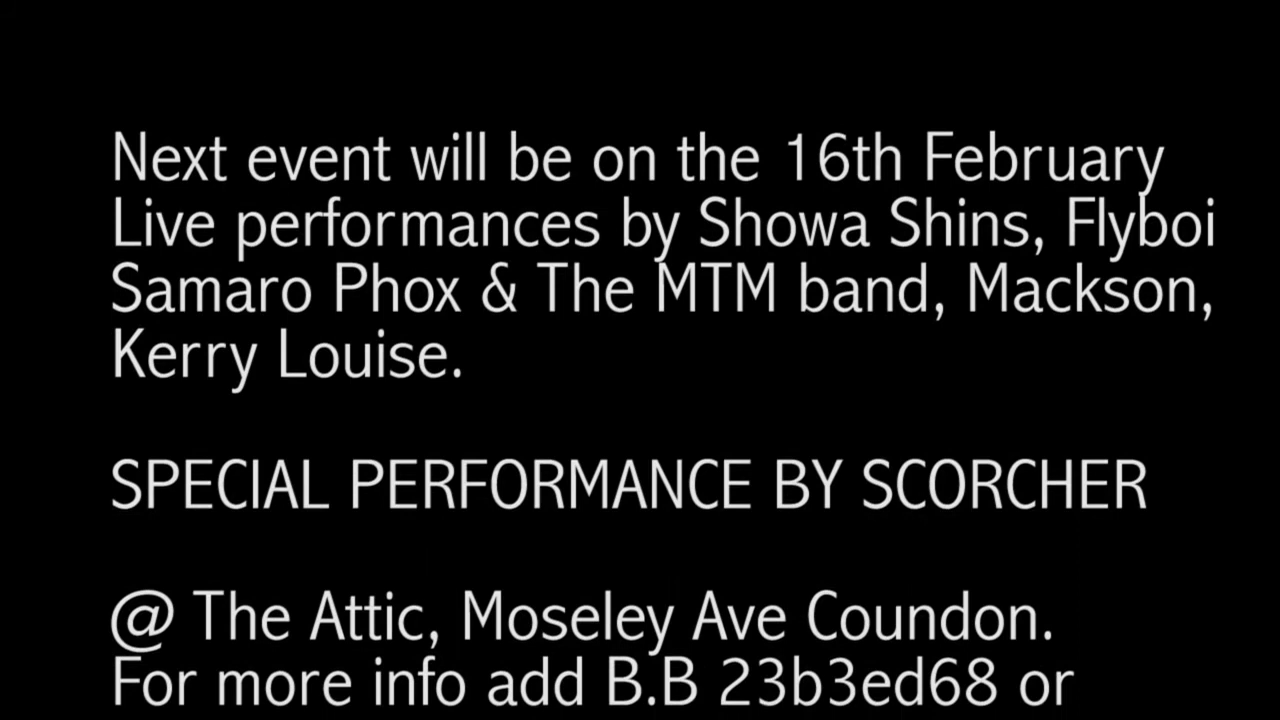 Next event will be on the 16th February
Live performances by Showa Shins, Flyboi
Samaro Phox & The MTM band, Mackson,
Kerry Louise.
SPECIAL PERFORMANCE BY SCORCHER
@ The Attic, Moseley Ave Coundon.
For more info add B.B 23b3ed68 or